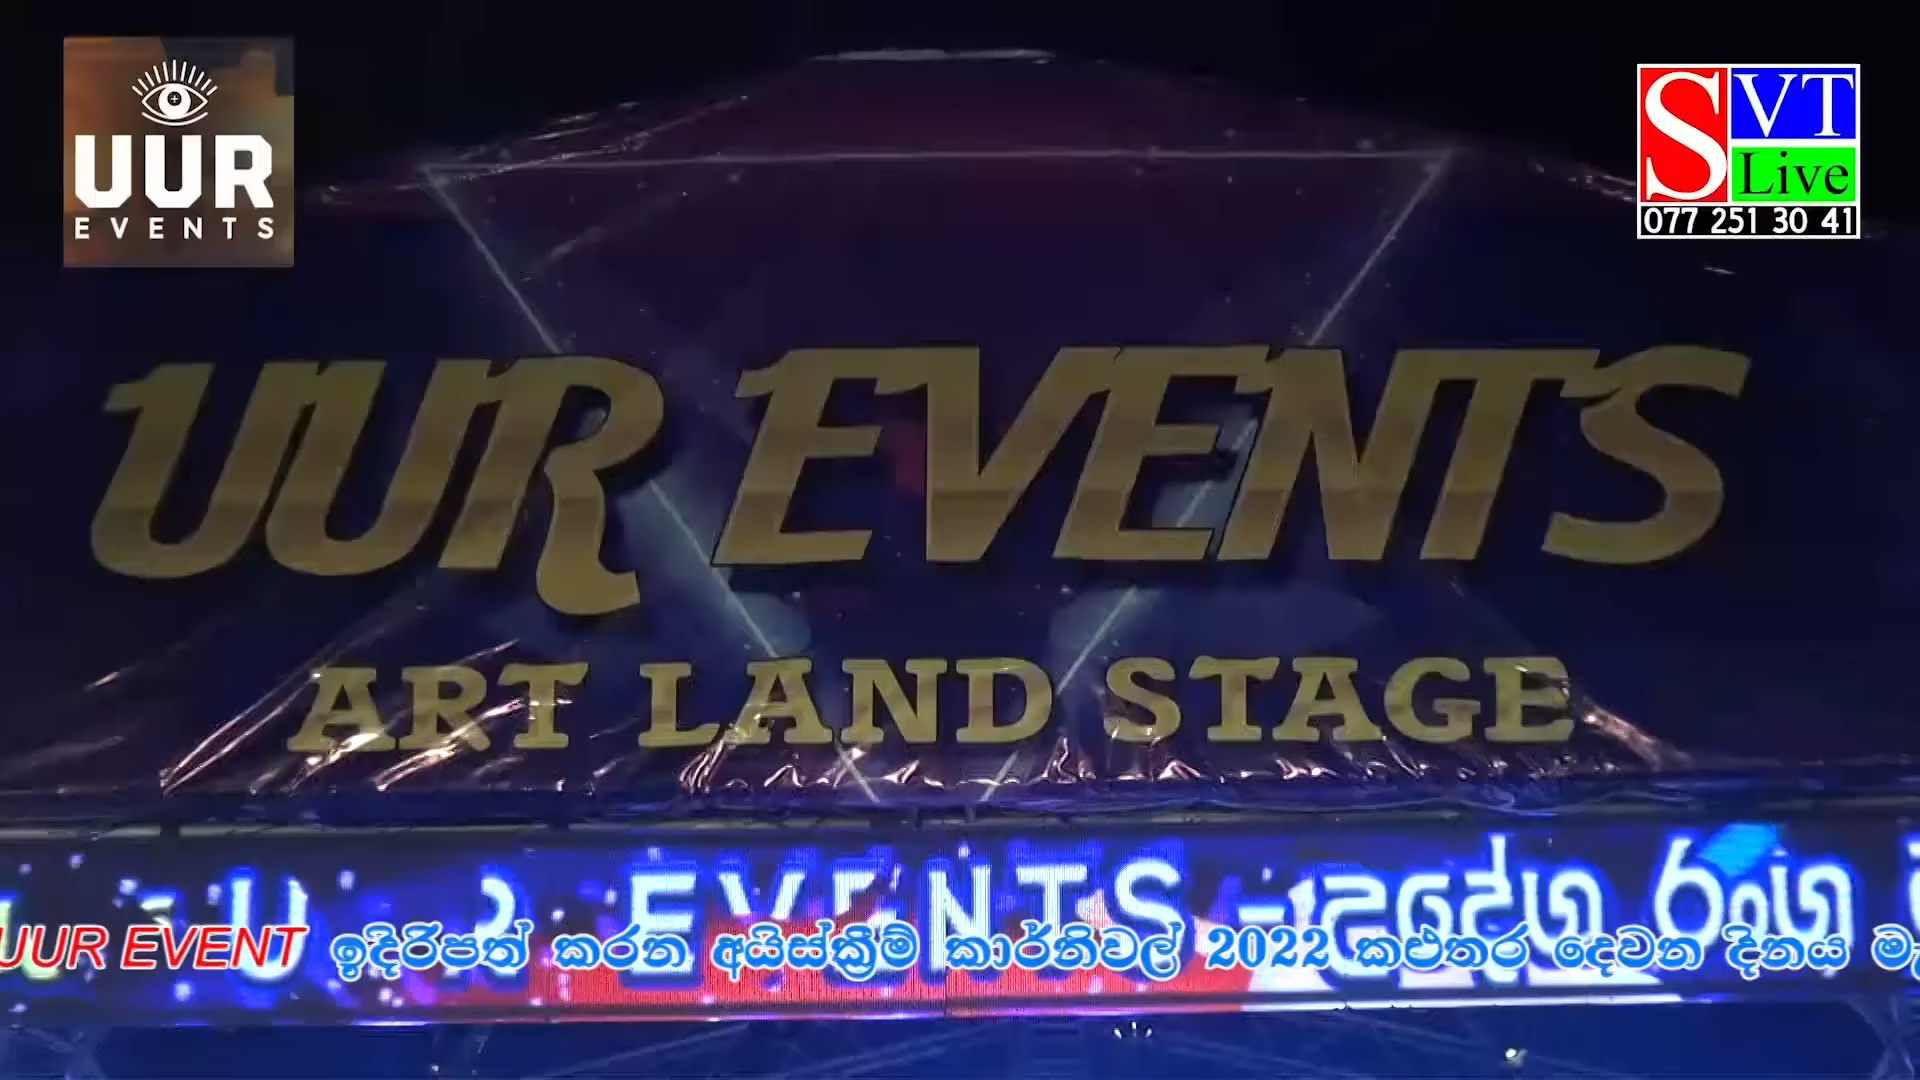 UUR
EVENTS
SVT
Live
077 251 30 41
UUR EVENTS
ART LAND STAGE
U U R EVENTS -
UUR EVENT ඉදිරිපත් කරන අයිස්ක්‍රීම් කාර්නිවල් 2022 කළුතර දෙවන දිනය